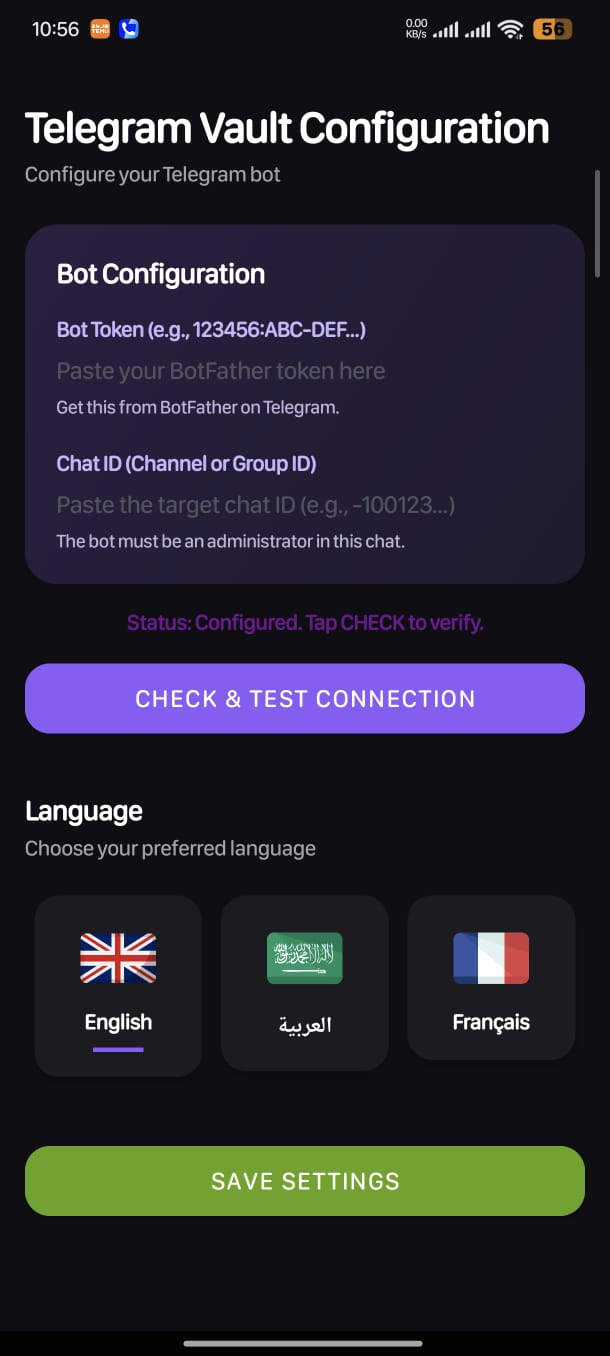 10:56
0.00
KB/s
56
Telegram Vault Configuration
Configure your Telegram bot
Bot Configuration
Bot Token (e.g., 123456:ABC-DEF...)
Paste your BotFather token here
Get this from BotFather on Telegram.
Chat ID (Channel or Group ID)
Paste the target chat ID (e.g., -100123...)
The bot must be an administrator in this chat.
Status: Configured. Tap CHECK to verify.
CHECK & TEST CONNECTION
Language
Choose your preferred language
English
العربية
Français
SAVE SETTINGS